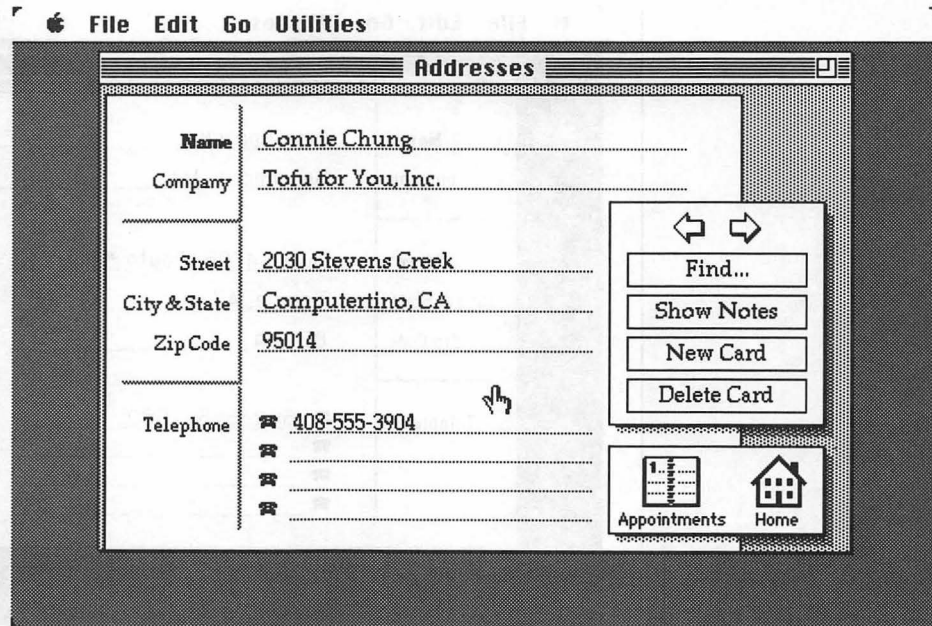 File Edit Go Utilities
Addresses
Name Connie Chung
Company Tofu for You, Inc.
Street 2030 Stevens Creek
City & State Computertino, CA
Zip Code 95014
Telephone 408-555-3904
Find...
Show Notes
New Card
Delete Card
1
Appointments Home